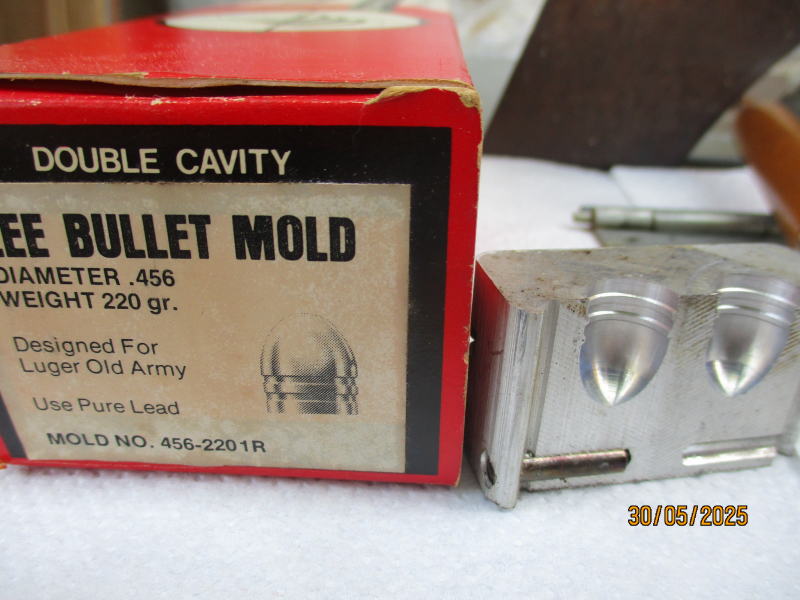 DOUBLE CAVITY
LEE BULLET MOLD
DIAMETER .456
WEIGHT 220 gr.
Designed For
Luger Old Army
Use Pure Lead
MOLD NO. 456-2201R
30/05/2025